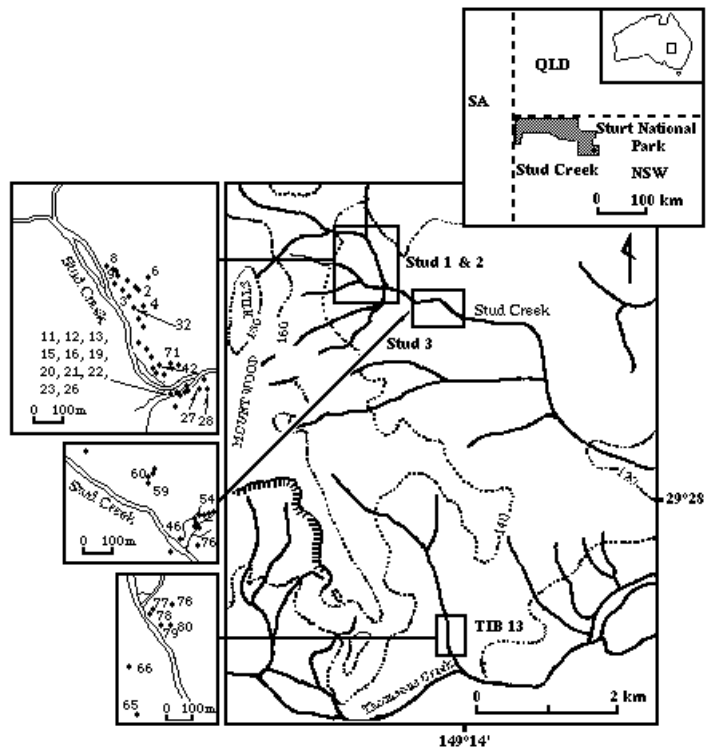 QLD
SA
Sturt National
Park
Stud Creek
NSW
0 100 km
Stud 1 & 2
Stud Creek
Stud 3
MOUNT WOOD
HILLS
160
140
29°28
TIB 13
Thomsons Creek
0 2 km
149°14'
Stud Creek
8
6
2
3
4
32
11, 12, 13,
15, 16, 19,
20, 21, 22,
23, 26
71
42
27 28
0 100m
60
59
Stud Creek
54
46
76
0 100m
77 76
78
79 80
66
65
0 100m